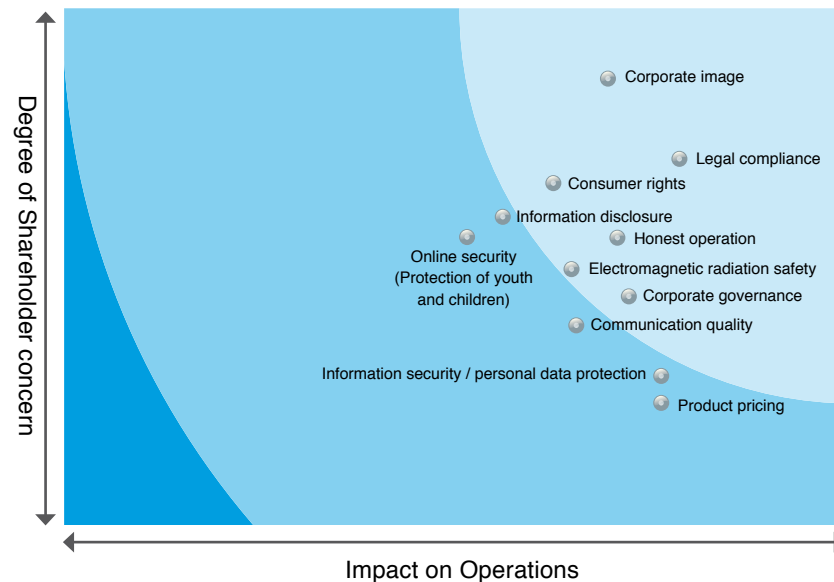 Degree of Shareholder concern
Corporate image
Legal compliance
Consumer rights
Information disclosure
Online security
(Protection of youth
and children)
Honest operation
Electromagnetic radiation safety
Corporate governance
Communication quality
Information security / personal data protection
Product pricing
Impact on Operations